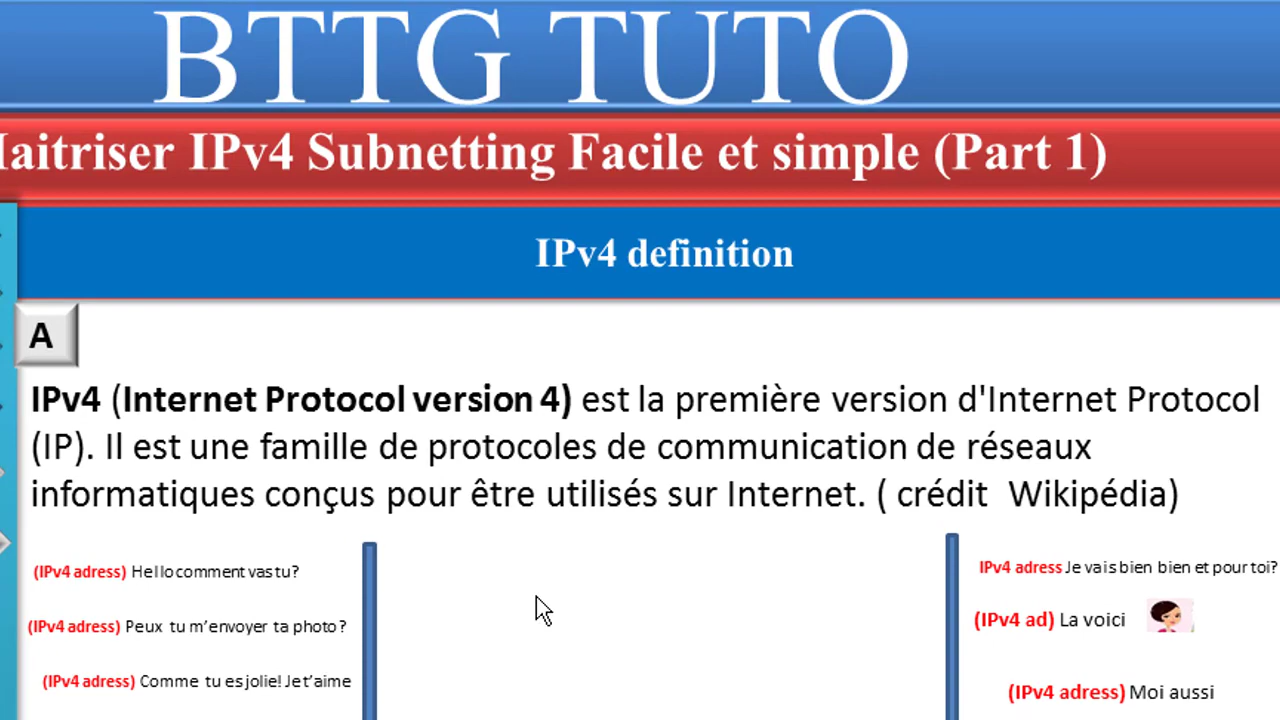 BTTG TUTO
aitriser IPv4 Subnetting Facile et simple (Part 1)
IPv4 definition
A
IPv4 (Internet Protocol version 4) est la première version d'Internet Protocol
(IP). Il est une famille de protocoles de communication de réseaux
informatiques conçus pour être utilisés sur Internet. ( crédit Wikipédia)
(IPv4 adress) Hello comment vas tu?
(IPv4 adress) Peux tu m'envoyer ta photo?
(IPv4 adress) Comme tu es jolie! Je t'aime
IPv4 adress Je vais bien bien et pour toi?
(IPv4 ad) La voici
(IPv4 adress) Moi aussi